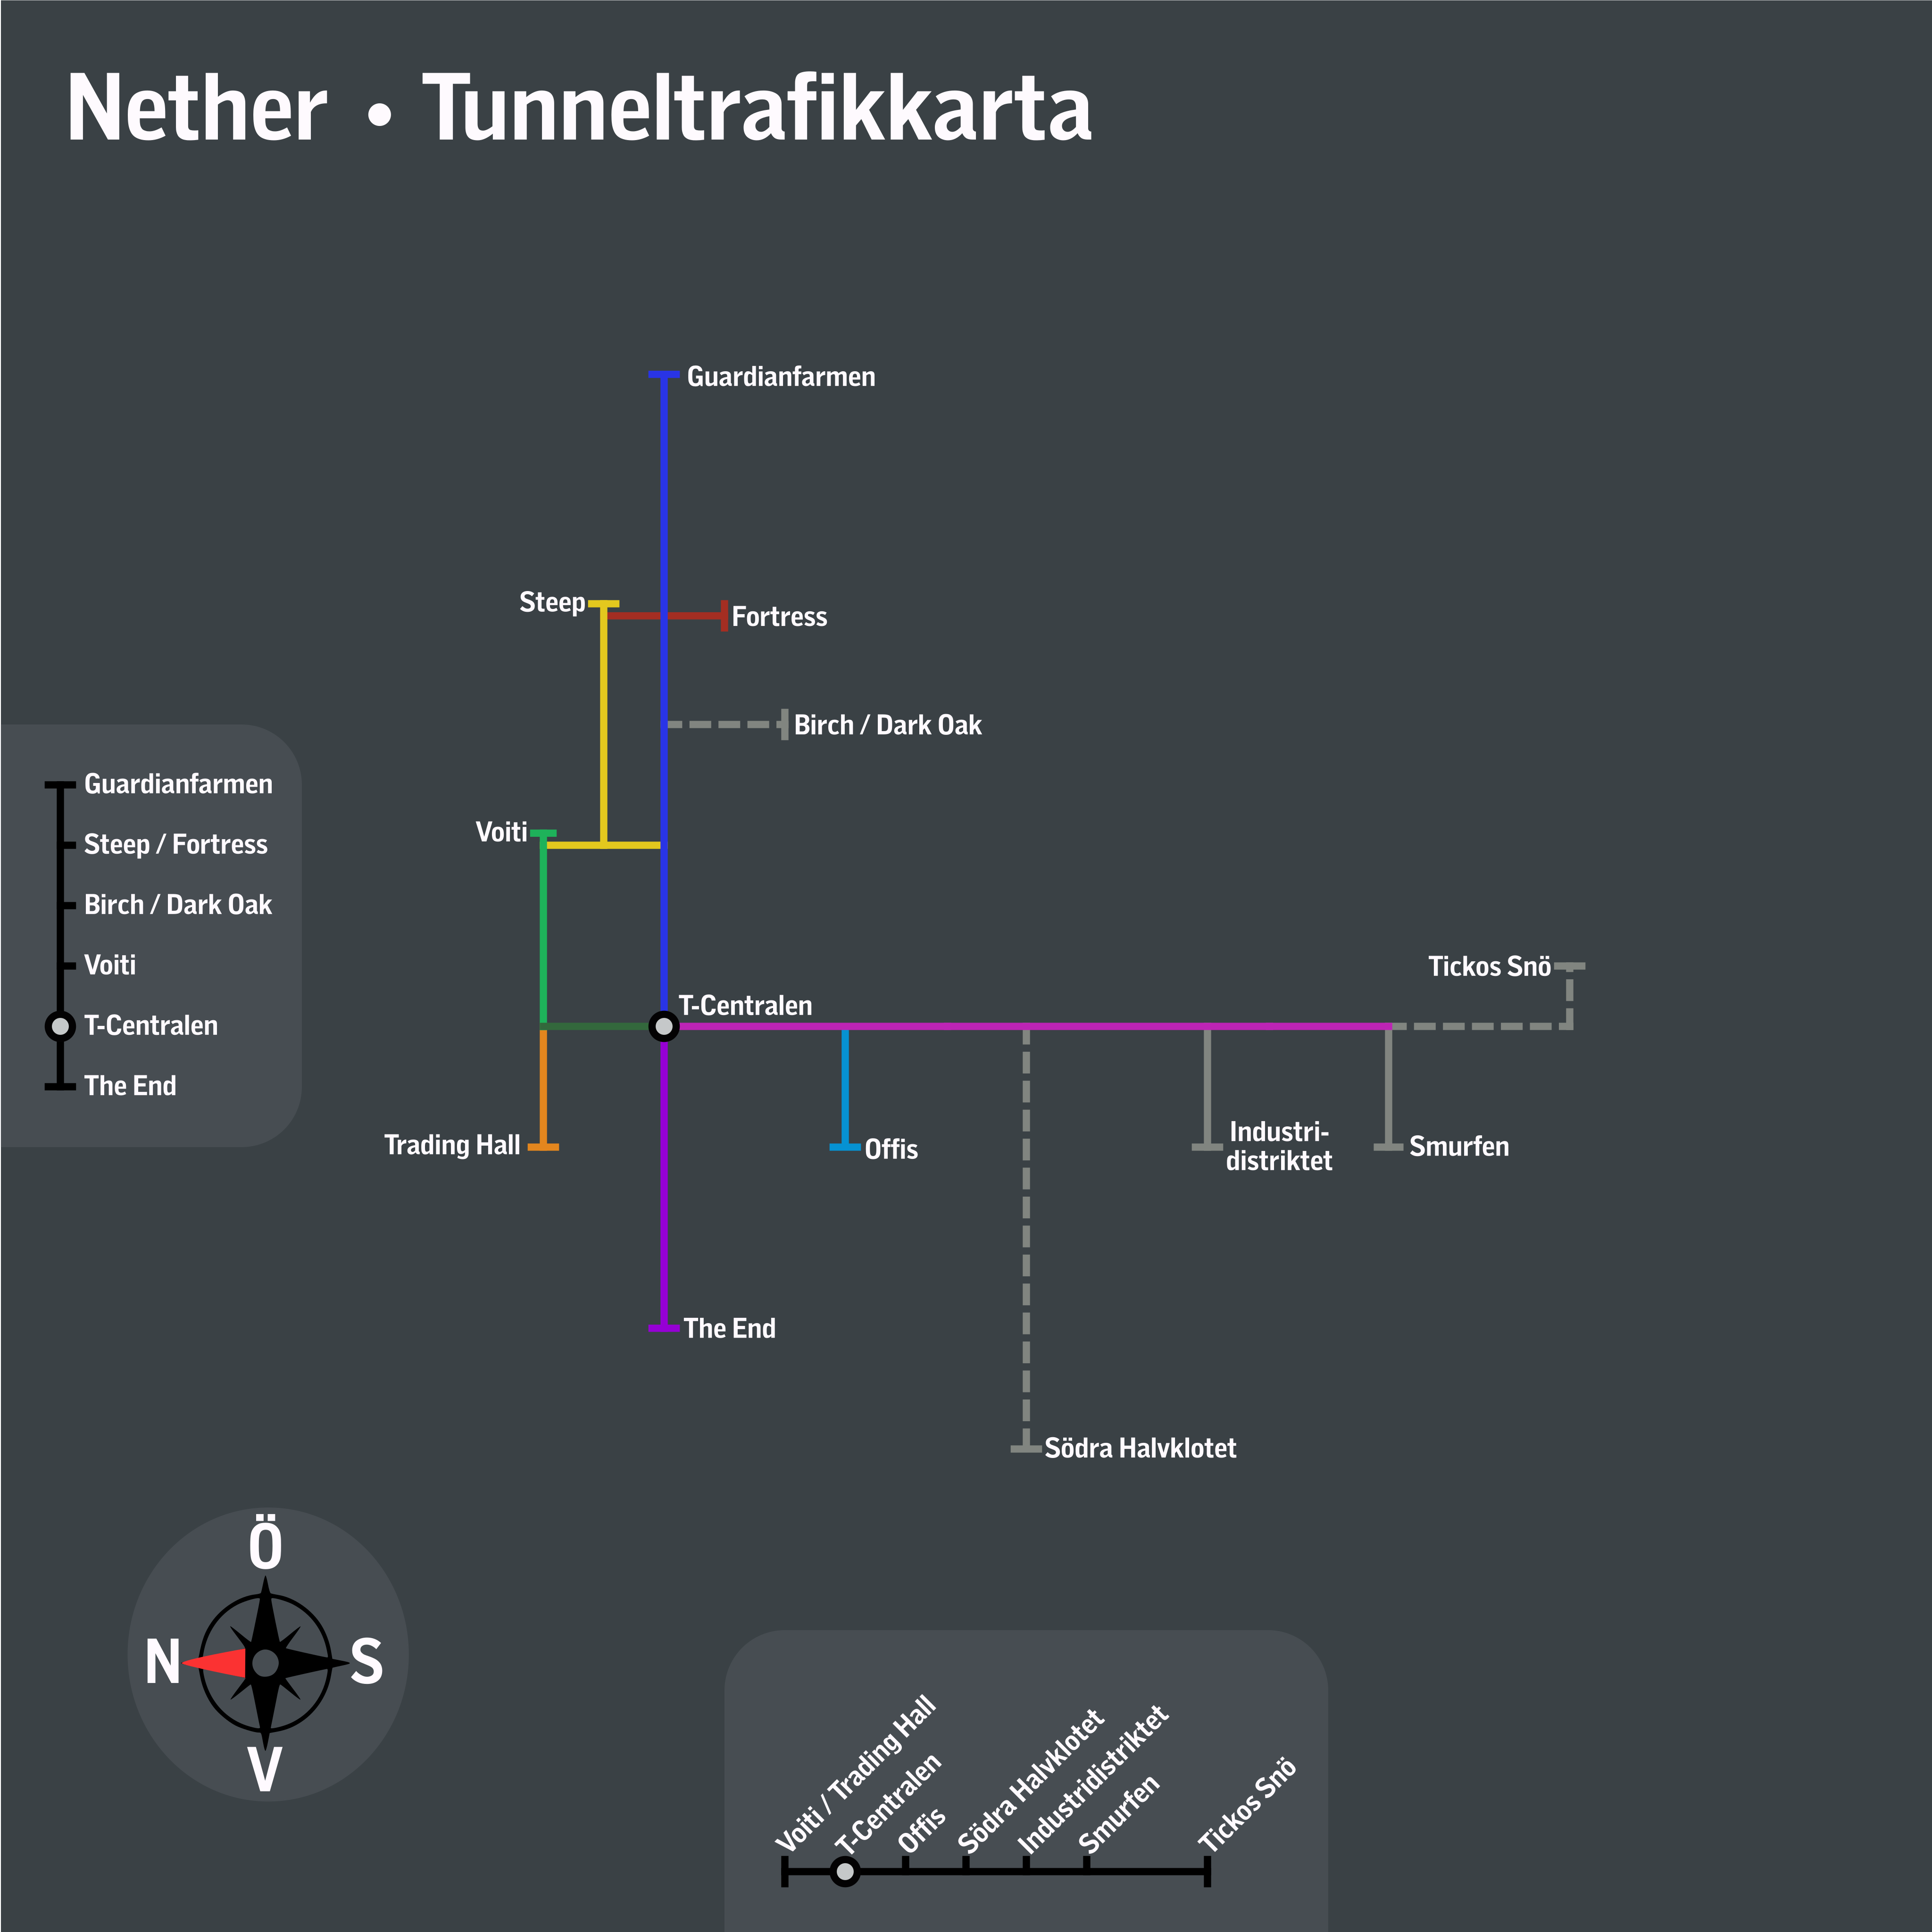 Nether • Tunneltrafikkarta
Guardianfarmen
Steep
Fortress
Birch / Dark Oak
Voiti
T-Centralen
Tickos Snö
Trading Hall
Offis
Industri-
distriktet
Smurfen
The End
Södra Halvklotet
Guardianfarmen
Steep / Fortress
Birch / Dark Oak
Voiti
T-Centralen
The End
Ö
N
S
V
Voiti / Trading Hall
T-Centralen
Offis
Södra Halvklotet
Industridistriktet
Smurfen
Tickos Snö